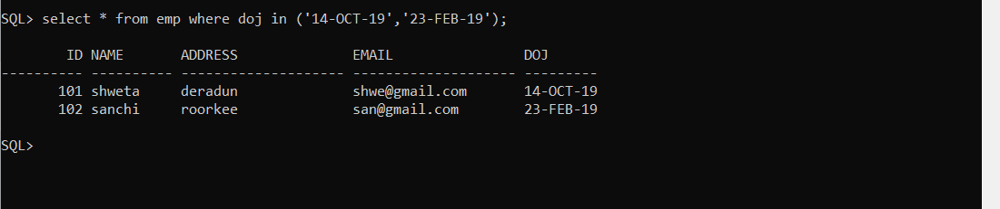 SQL> select * from emp where doj in ('14-OCT-19','23-FEB-19');
        ID NAME       ADDRESS              EMAIL                DOJ
---------- ---------- -------------------- -------------------- ---------
       101 shweta     deradun              shwe@gmail.com       14-OCT-19
       102 sanchi     roorkee              san@gmail.com        23-FEB-19
SQL>